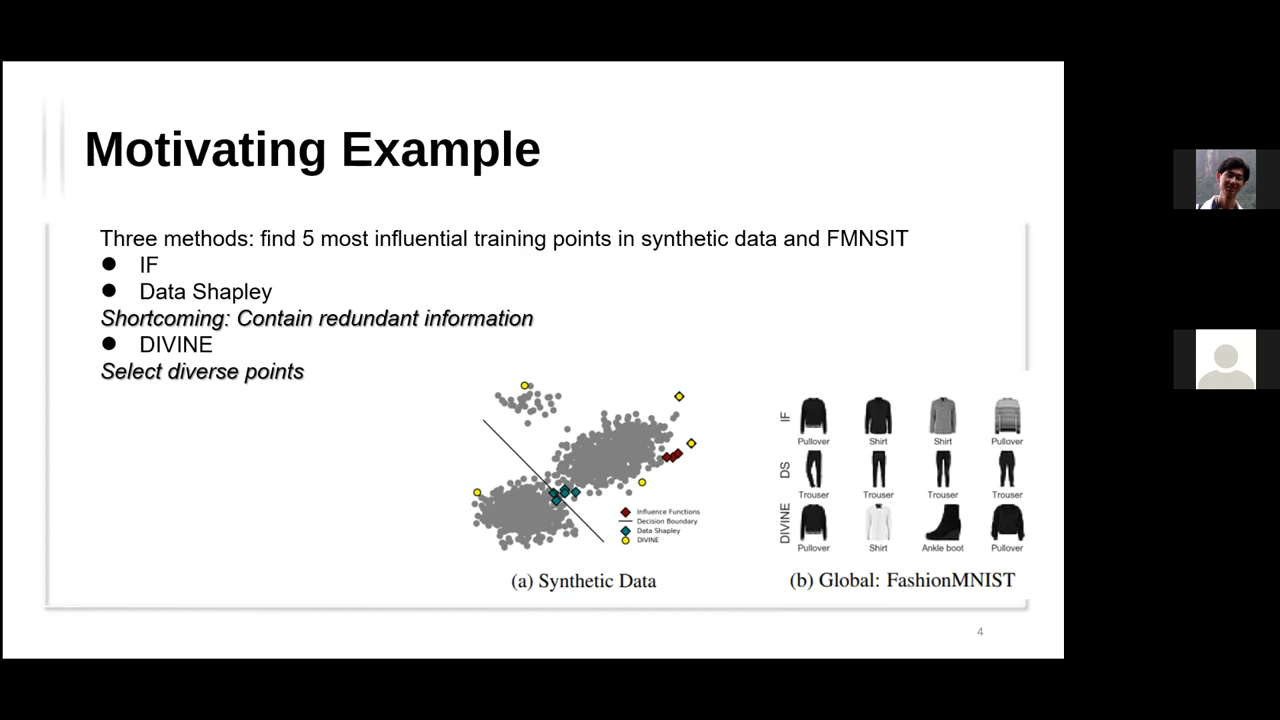 Motivating Example
Three methods: find 5 most influential training points in synthetic data and FMNSIT
● IF
● Data Shapley
Shortcoming: Contain redundant information
● DIVINE
Select diverse points
Influence Functions
Decision Boundary
Data Shapley
DIVINE
(a) Synthetic Data
IF
Pullover Shirt Shirt Pullover
DS
Trouser Trouser Trouser Trouser
DIVINE
Pullover Shirt Ankle boot Pullover
(b) Global: FashionMNIST
4